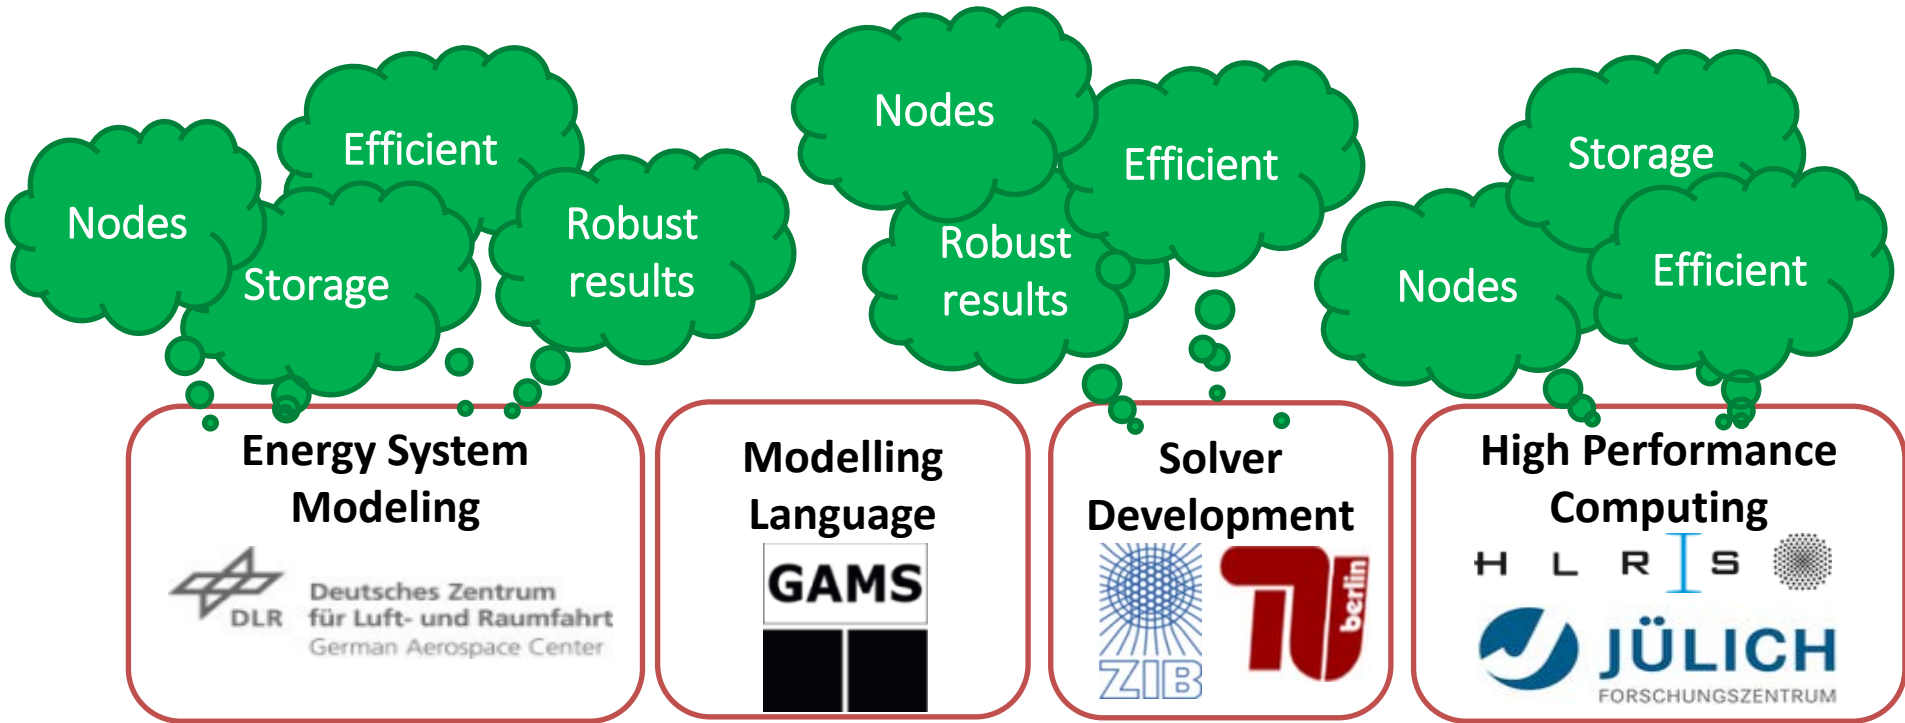 Nodes
Efficient
Storage
Robust
results
Nodes
Efficient
Robust
results
Storage
Nodes
Efficient
Energy System
Modeling
DLR
Deutsches Zentrum
für Luft- und Raumfahrt
German Aerospace Center
Modelling
Language
GAMS
Solver
Development
ZIB
TU
berlin
High Performance
Computing
H L R I S
JÜLICH
FORSCHUNGSZENTRUM